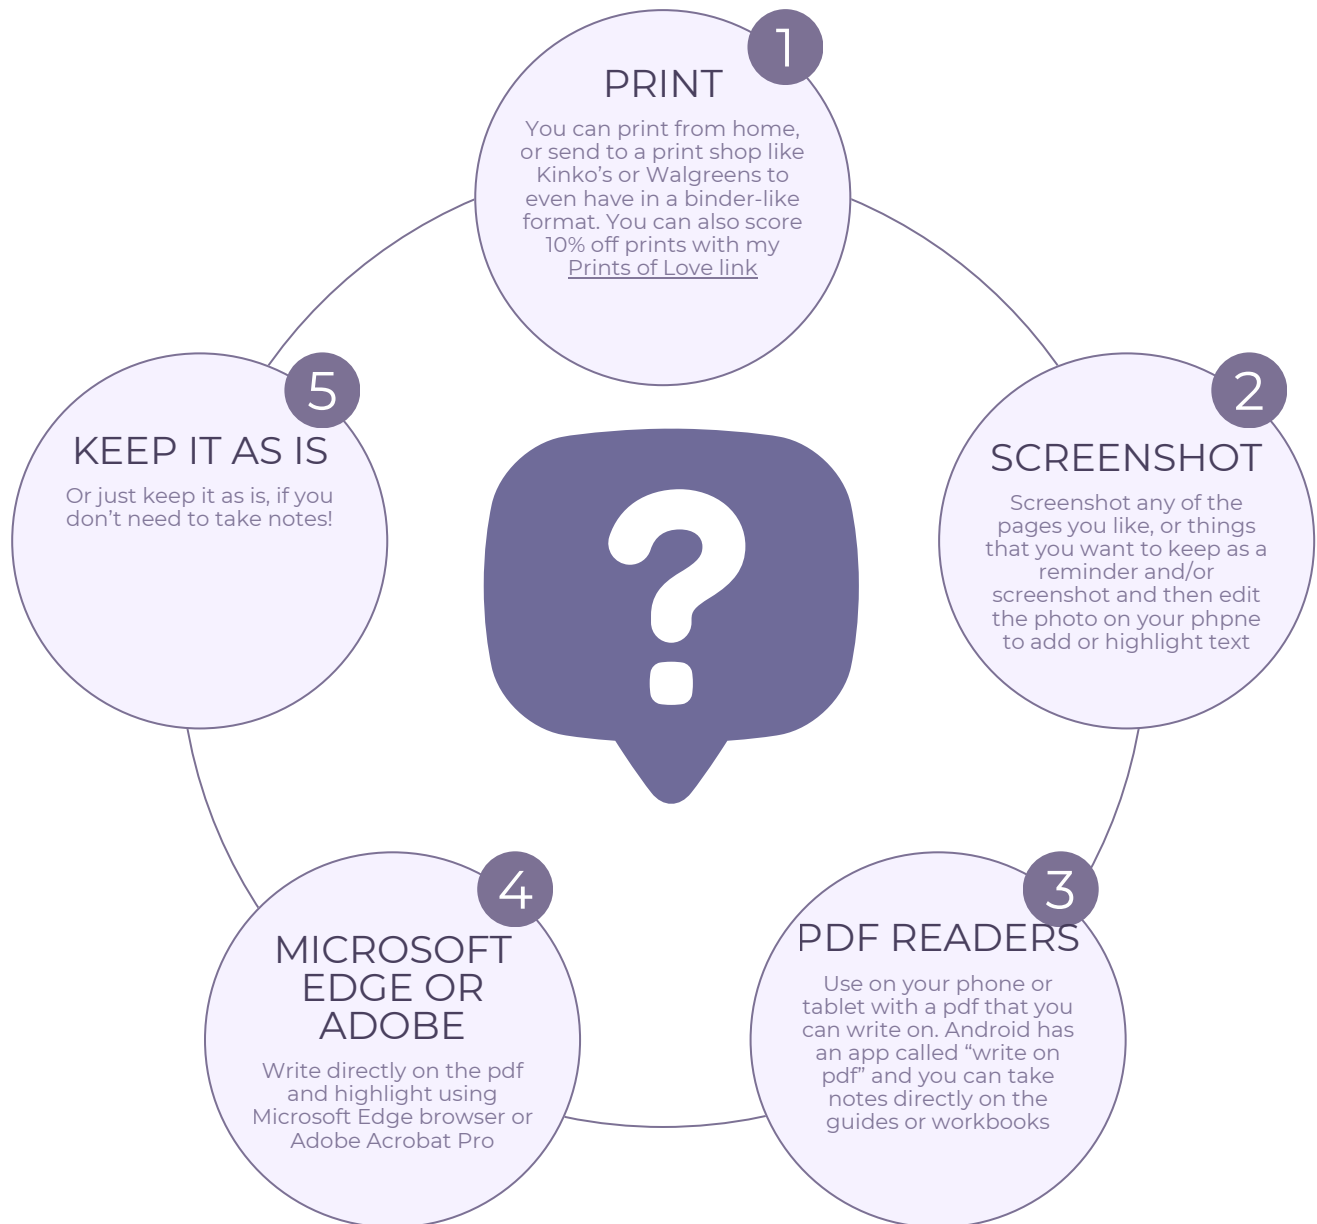 1
PRINT
You can print from home,
or send to a print shop like
Kinko’s or Walgreens to
even have in a binder-like
format. You can also score
10% off prints with my
Prints of Love link
2
SCREENSHOT
Screenshot any of the
pages you like, or things
that you want to keep as a
reminder and/or
screenshot and then edit
the photo on your phpne
to add or highlight text
3
PDF READERS
Use on your phone or
tablet with a pdf that you
can write on. Android has
an app called “write on
pdf” and you can take
notes directly on the
guides or workbooks
4
MICROSOFT
EDGE OR
ADOBE
Write directly on the pdf
and highlight using
Microsoft Edge browser or
Adobe Acrobat Pro
5
KEEP IT AS IS
Or just keep it as is, if you
don’t need to take notes!
?